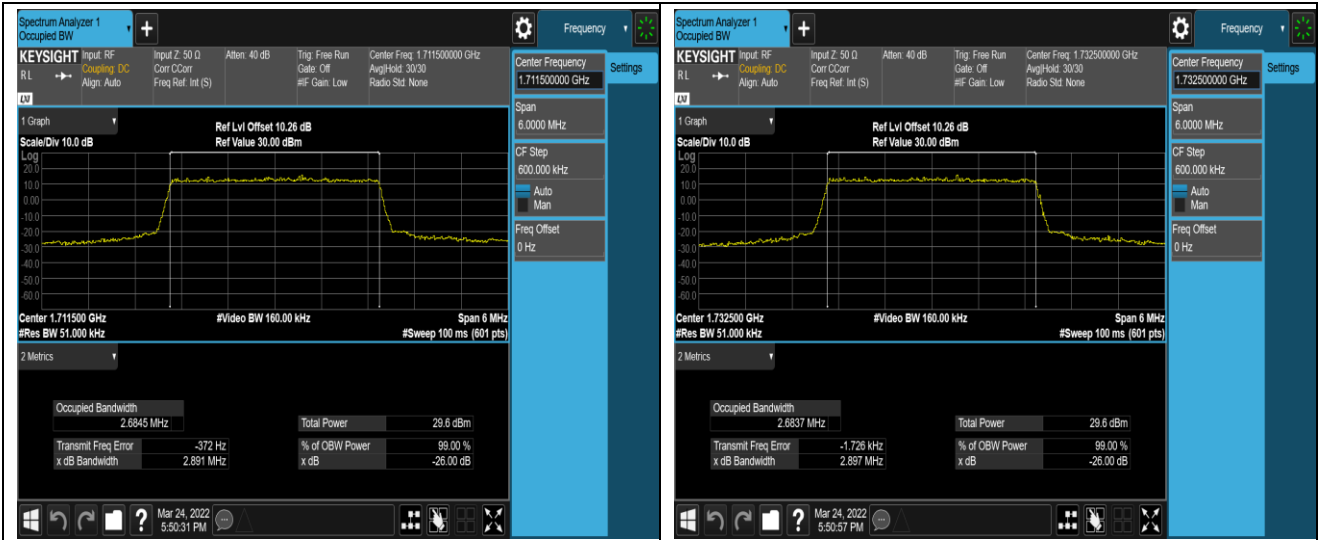 Spectrum Analyzer 1
Occupied BW
Frequency
KEYSIGHT
Input: RF
Coupling: DC
Align: Auto
Input Z: 50 Ω
Corr CCorr
Freq Ref: Int (S)
Atten: 40 dB
Trig: Free Run
Gate: Off
#IF Gain: Low
Center Freq: 1.711500000 GHz
Avg|Hold: 30/30
Radio Std: None
RL
LXI
Center Frequency
1.711500000 GHz
Settings
Span
6.0000 MHz
CF Step
600.000 kHz
Auto
Man
Freq Offset
0 Hz
1 Graph
Scale/Div 10.0 dB
Ref Lvl Offset 10.26 dB
Ref Value 30.00 dBm
Log
20.0
10.0
0.00
-10.0
-20.0
-30.0
-40.0
-50.0
-60.0
Center 1.711500 GHz
#Video BW 160.00 kHz
Span 6 MHz
#Res BW 51.000 kHz
#Sweep 100 ms (601 pts)
2 Metrics
Occupied Bandwidth
2.6845 MHz
Total Power 29.6 dBm
Transmit Freq Error -372 Hz
% of OBW Power 99.00 %
x dB Bandwidth 2.891 MHz
x dB -26.00 dB
?
Mar 24, 2022
5:50:31 PM
Spectrum Analyzer 1
Occupied BW
Frequency
KEYSIGHT
Input: RF
Coupling: DC
Align: Auto
Input Z: 50 Ω
Corr CCorr
Freq Ref: Int (S)
Atten: 40 dB
Trig: Free Run
Gate: Off
#IF Gain: Low
Center Freq: 1.732500000 GHz
Avg|Hold: 30/30
Radio Std: None
RL
LXI
Center Frequency
1.732500000 GHz
Settings
Span
6.0000 MHz
CF Step
600.000 kHz
Auto
Man
Freq Offset
0 Hz
1 Graph
Scale/Div 10.0 dB
Ref Lvl Offset 10.26 dB
Ref Value 30.00 dBm
Log
20.0
10.0
0.00
-10.0
-20.0
-30.0
-40.0
-50.0
-60.0
Center 1.732500 GHz
#Video BW 160.00 kHz
Span 6 MHz
#Res BW 51.000 kHz
#Sweep 100 ms (601 pts)
2 Metrics
Occupied Bandwidth
2.6837 MHz
Total Power 29.6 dBm
Transmit Freq Error -1.726 kHz
% of OBW Power 99.00 %
x dB Bandwidth 2.897 MHz
x dB -26.00 dB
?
Mar 24, 2022
5:50:57 PM